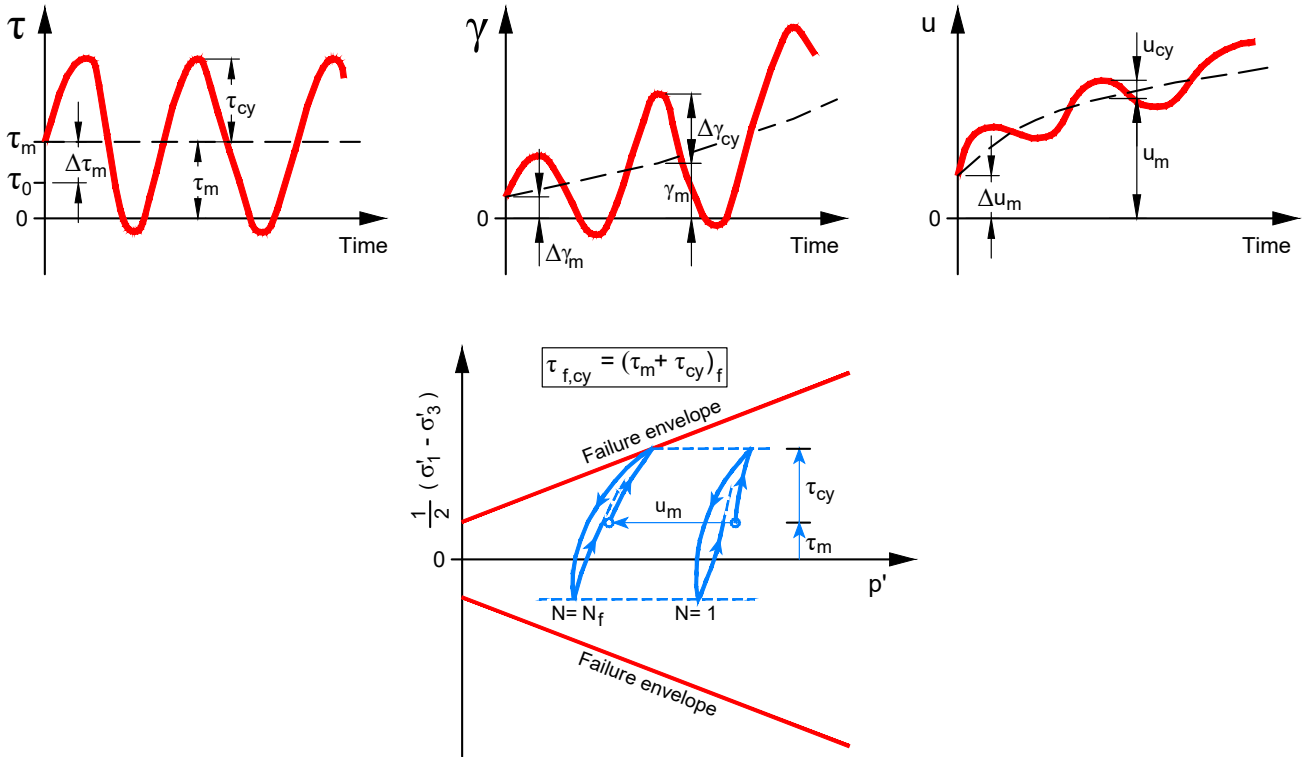 τ
τcy
τm
Δτm
τm
τ0
0
Time
γ
Δγcy
γm
0
Δγm
Time
u
ucy
um
Δum
0
Time
τ f,cy = (τm + τcy)f
Failure envelope
1/2 (σ'1 - σ'3)
τcy
um
τm
0
p'
N= Nf
N= 1
Failure envelope